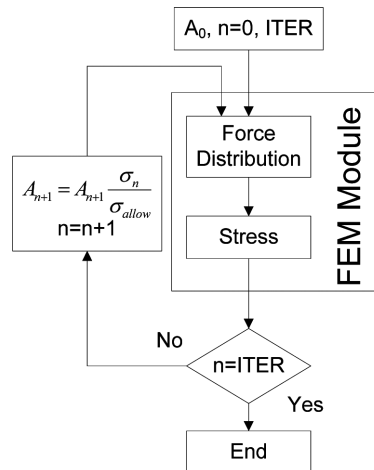 A₀, n=0, ITER
Force
Distribution
FEM Module
Aₙ₊₁ = Aₙ₊₁ σₙ / σₐₗₗₒw
n=n+1
Stress
No
n=ITER
Yes
End